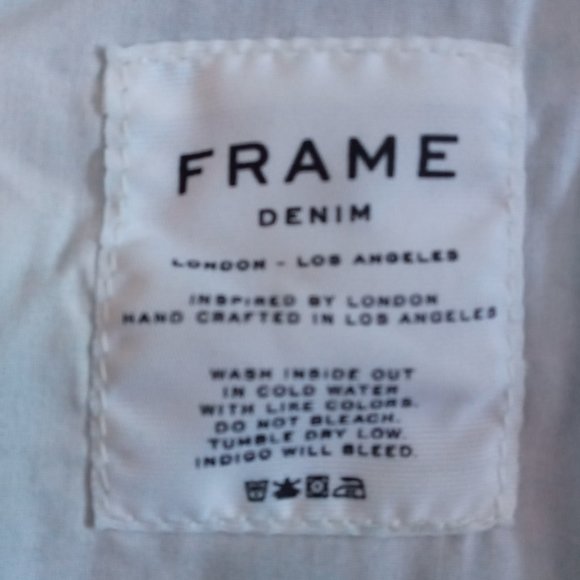 FRAME
DENIM
LONDON - LOS ANGELES
INSPIRED BY LONDON
HAND CRAFTED IN LOS ANGELES
WASH INSIDE OUT
IN COLD WATER
WITH LIKE COLORS.
DO NOT BLEACH.
TUMBLE DRY LOW.
INDIGO WILL BLEED.